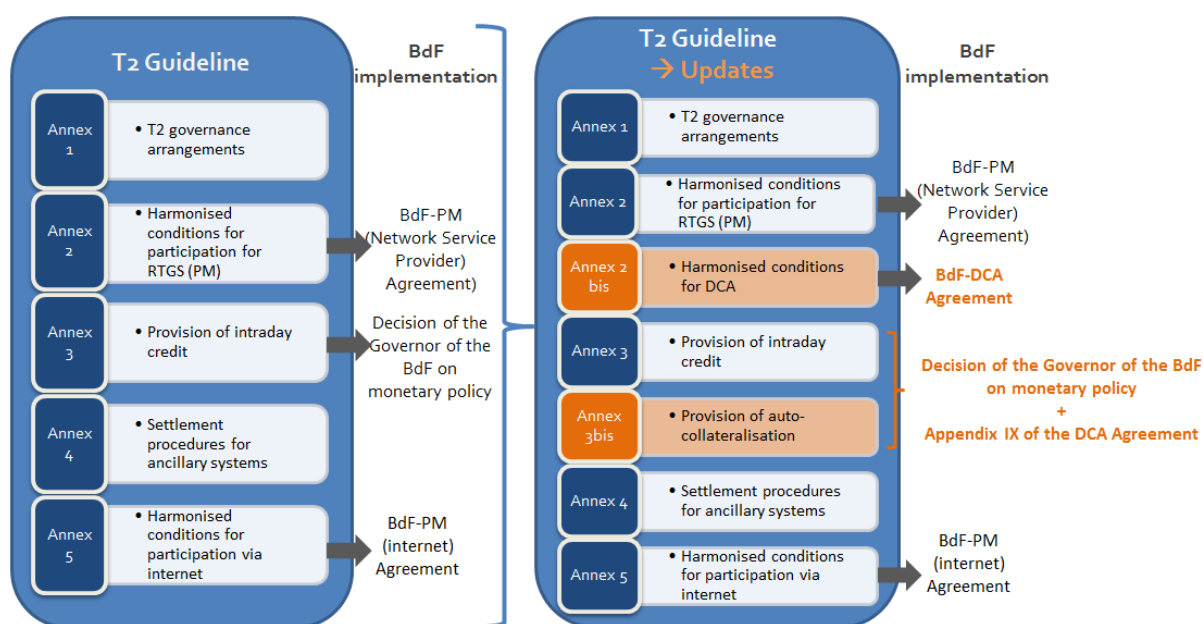 T2 Guideline
BdF
implementation
Annex
1
• T2 governance
arrangements
Annex
2
• Harmonised
conditions for
participation for
RTGS (PM)
BdF-PM
(Network Service
Provider)
Agreement)
Annex
3
• Provision of intraday
credit
Decision of the
Governor of the
BdF on
monetary policy
Annex
4
• Settlement
procedures for
ancillary systems
Annex
5
• Harmonised
conditions for
participation via
internet
BdF-PM
(internet)
Agreement
T2 Guideline
→ Updates
BdF
implementation
Annex 1
• T2 governance
arrangements
Annex 2
• Harmonised conditions
for participation for
RTGS (PM)
BdF-PM
(Network Service
Provider)
Agreement)
Annex 2
bis
• Harmonised conditions
for DCA
BdF-DCA
Agreement
Annex 3
• Provision of intraday
credit
Annex
3bis
• Provision of auto-
collateralisation
Decision of the Governor of the BdF
on monetary policy
+
Appendix IX of the DCA Agreement
Annex 4
• Settlement procedures
for ancillary systems
Annex 5
• Harmonised conditions
for participation via
internet
BdF-PM
(internet)
Agreement